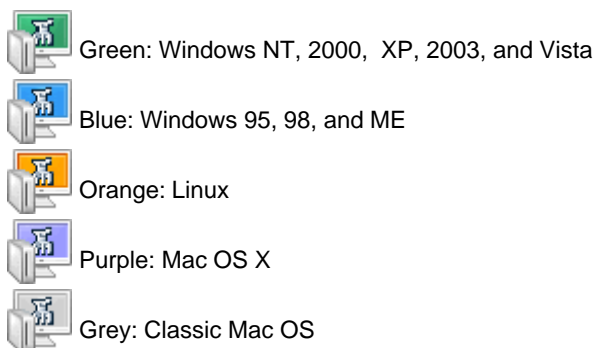 Green: Windows NT, 2000, XP, 2003, and Vista
Blue: Windows 95, 98, and ME
Orange: Linux
Purple: Mac OS X
Grey: Classic Mac OS